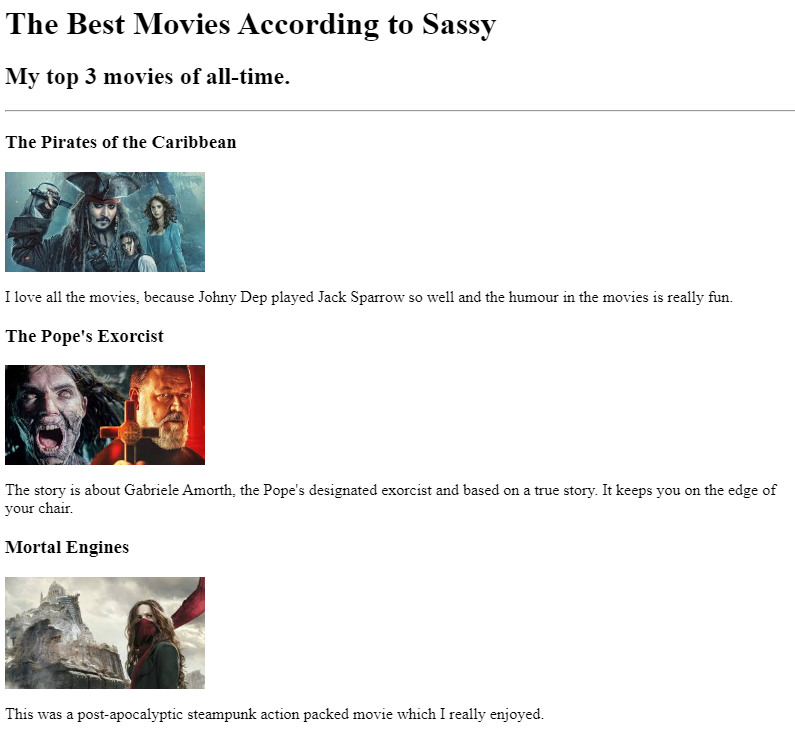 The Best Movies According to Sassy
My top 3 movies of all-time.
The Pirates of the Caribbean
I love all the movies, because Johny Dep played Jack Sparrow so well and the humour in the movies is really fun.
The Pope's Exorcist
The story is about Gabriele Amorth, the Pope's designated exorcist and based on a true story. It keeps you on the edge of
your chair.
Mortal Engines
This was a post-apocalyptic steampunk action packed movie which I really enjoyed.